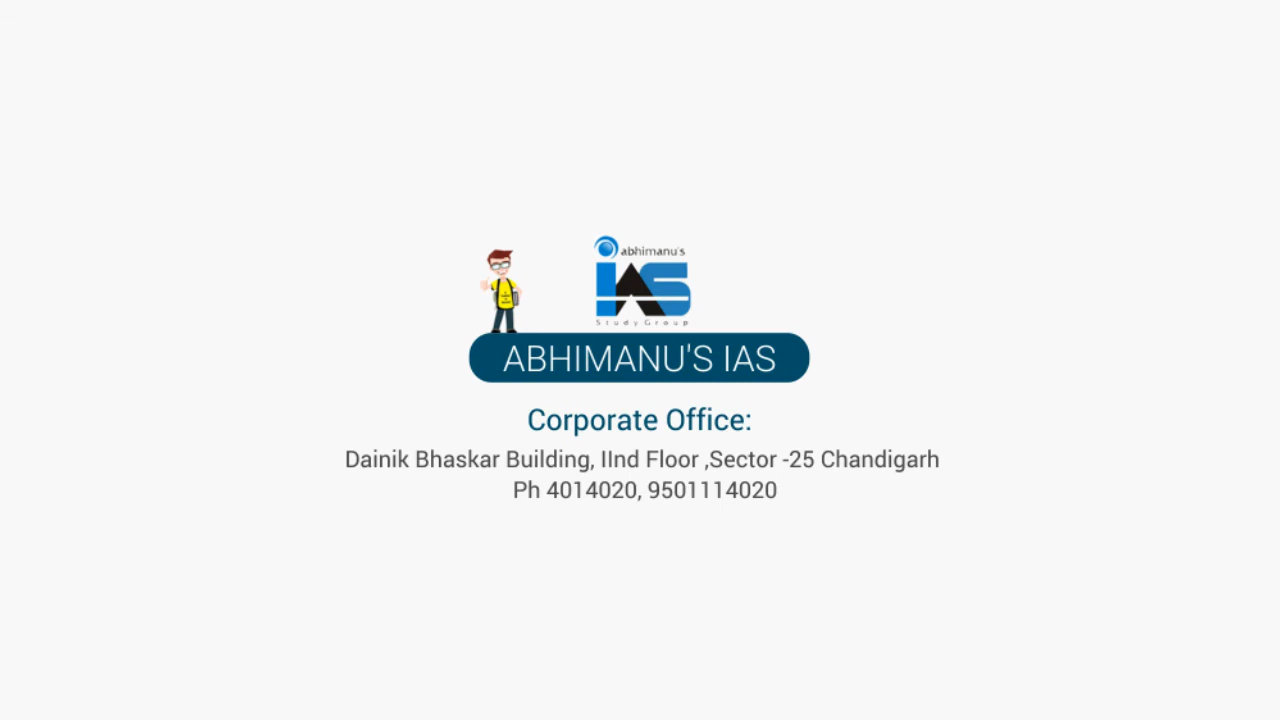 abhimanu's
IAS
Study Group
ABHIMANU'S IAS
Corporate Office:
Dainik Bhaskar Building, IInd Floor ,Sector -25 Chandigarh
Ph 4014020, 9501114020